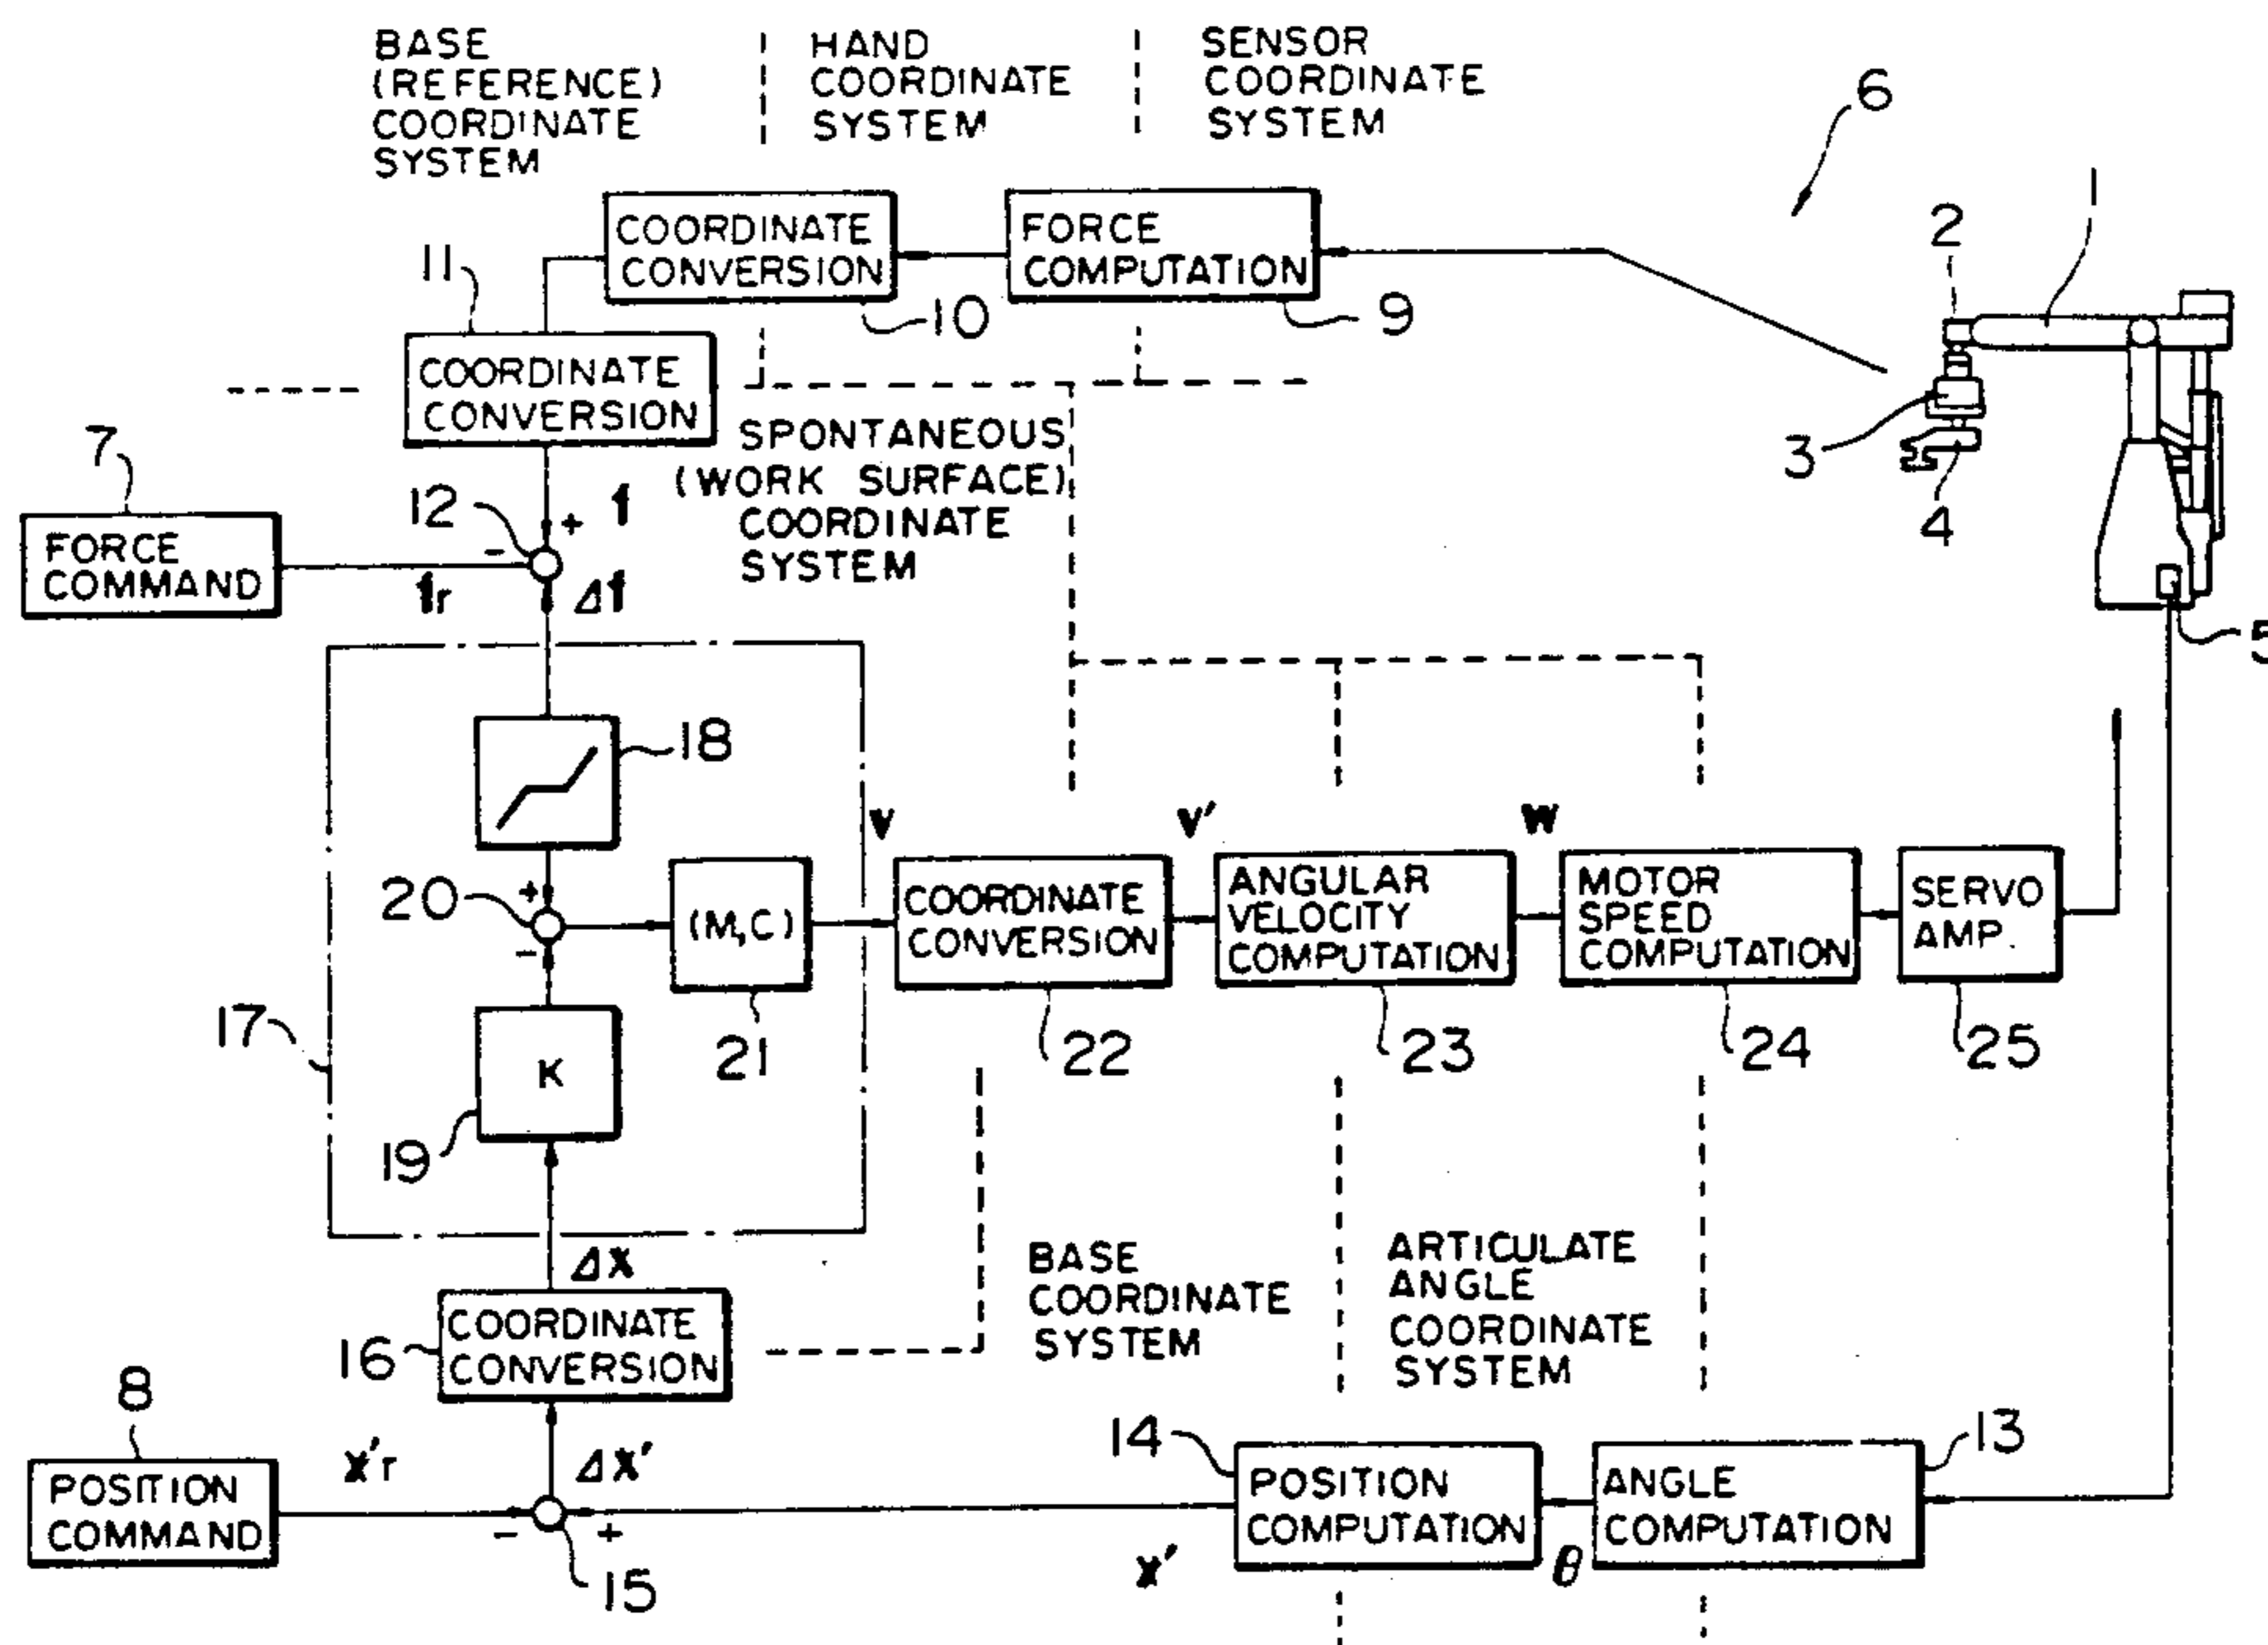 BASE
(REFERENCE)
COORDINATE
SYSTEM
HAND
COORDINATE
SYSTEM
SENSOR
COORDINATE
SYSTEM
6
1
2
COORDINATE
CONVERSION
10
FORCE
COMPUTATION
9
11
COORDINATE
CONVERSION
3
4
5
SPONTANEOUS
(WORK SURFACE)
COORDINATE
SYSTEM
7
FORCE
COMMAND
12
+
f
-
fr
Δf
18
+
20
-
17
K
19
(M,C)
21
v
COORDINATE
CONVERSION
22
v'
ANGULAR
VELOCITY
COMPUTATION
23
w
MOTOR
SPEED
COMPUTATION
24
SERVO
AMP.
25
Δx
COORDINATE
CONVERSION
16
BASE
COORDINATE
SYSTEM
ARTICULATE
ANGLE
COORDINATE
SYSTEM
8
POSITION
COMMAND
x'r
Δx'
-
+
15
x'
14
POSITION
COMPUTATION
θ
13
ANGLE
COMPUTATION